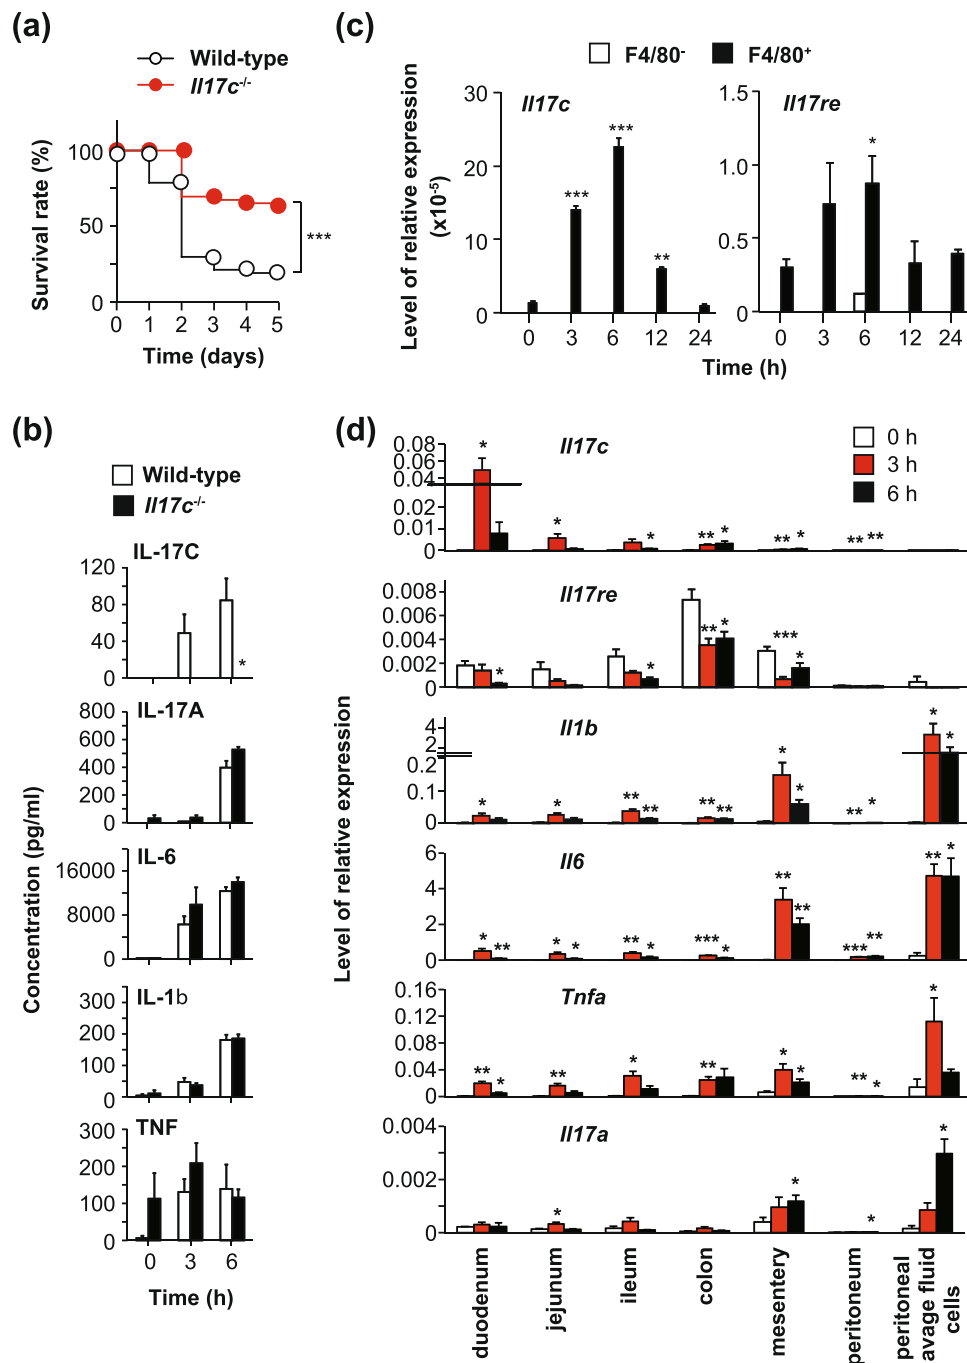 (a)
Wild-type
Il17c-/-
Survival rate (%)
100
50
0
***
0 1 2 3 4 5
Time (days)
(b)
Wild-type
Il17c-/-
Concentration (pg/ml)
IL-17C
120
80
40
0
*
IL-17A
800
600
400
200
0
IL-6
16000
8000
0
IL-1b
300
200
100
0
TNF
300
200
100
0
0 3 6
Time (h)
(c)
F4/80- F4/80+
Level of relative expression
(x10-5)
Il17c
30
20
10
0
*** *** **
0 3 6 12 24
Il17re
1.5
1.0
0.5
0
*
0 3 6 12 24
Time (h)
(d)
0 h
3 h
6 h
Level of relative expression
Il17c
0.08
0.06
0.04
0.02
0.01
0
* * * ** * ** * ** **
Il17re
0.008
0.006
0.004
0.002
0
* * ** * *** *
Il1b
4
2
0.2
0.1
0
* * ** ** ** ** * * ** * * *
Il6
6
4
2
0
* ** * * ** * *** * ** ** *** ** ** *
Tnfa
0.16
0.12
0.08
0.04
0
** * ** * ** * * ** * *
Il17a
0.004
0.002
0
* * * *
duodenum
jejunum
ileum
colon
mesentery
peritoneum
peritoneal
avage fluid
cells